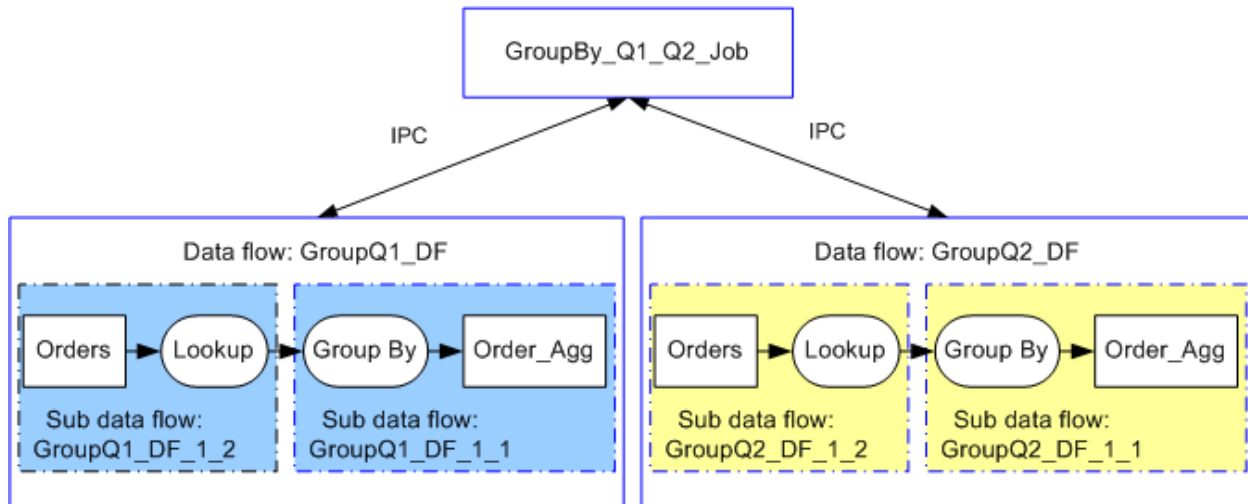 GroupBy_Q1_Q2_Job
IPC
IPC
Data flow: GroupQ1_DF
Orders
Lookup
Group By
Order_Agg
Sub data flow:
GroupQ1_DF_1_2
Sub data flow:
GroupQ1_DF_1_1
Data flow: GroupQ2_DF
Orders
Lookup
Group By
Order_Agg
Sub data flow:
GroupQ2_DF_1_2
Sub data flow:
GroupQ2_DF_1_1